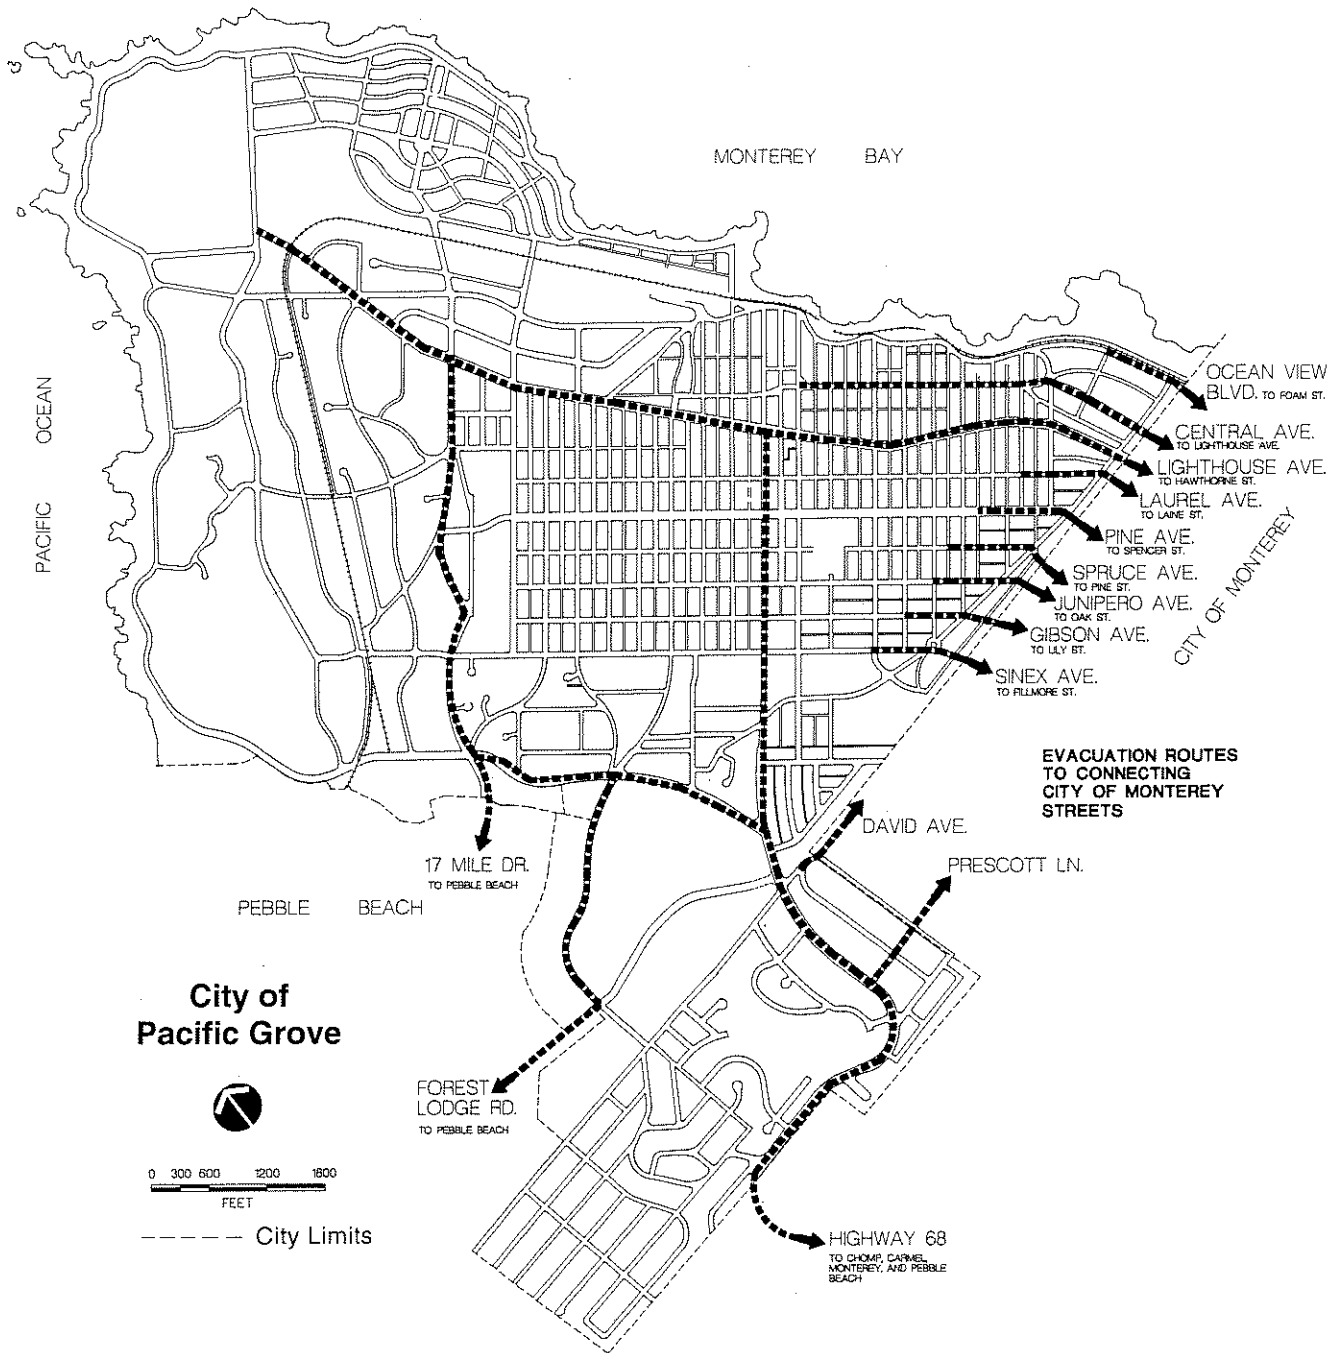 MONTEREY BAY
PACIFIC OCEAN
OCEAN VIEW
BLVD. TO FOAM ST.
CENTRAL AVE.
TO LIGHTHOUSE AVE.
LIGHTHOUSE AVE.
TO HAWTHORNE ST.
LAUREL AVE.
TO LAINE ST.
PINE AVE.
TO SPENCER ST.
SPRUCE AVE.
TO PINE ST.
JUNIPERO AVE.
TO OAK ST.
GIBSON AVE.
TO LILY ST.
SINEX AVE.
TO FILLMORE ST.
CITY OF MONTEREY
EVACUATION ROUTES
TO CONNECTING
CITY OF MONTEREY
STREETS
DAVID AVE.
PRESCOTT LN.
17 MILE DR.
TO PEBBLE BEACH
PEBBLE BEACH
City of
Pacific Grove
FOREST
LODGE RD.
TO PEBBLE BEACH
0 300 600 1200 1800
FEET
City Limits
HIGHWAY 68
TO CHOMP, CARMEL,
MONTEREY, AND PEBBLE
BEACH